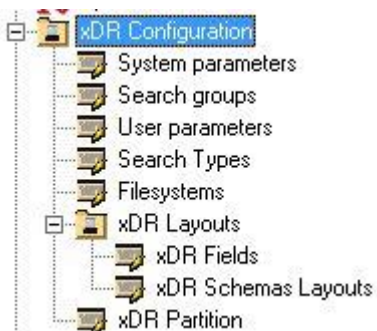 xDR Configuration
System parameters
Search groups
User parameters
Search Types
Filesystems
xDR Layouts
xDR Fields
xDR Schemas Layouts
xDR Partition